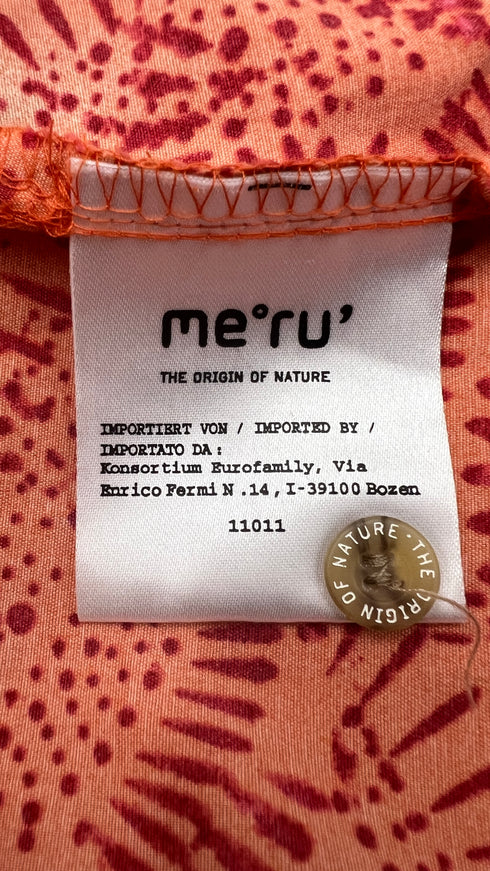 me°ru'
THE ORIGIN OF NATURE
IMPORTIERT VON / IMPORTED BY /
IMPORTATO DA:
Konsortium Eurofamily, Via
Enrico Fermi N .14, I-39100 Bozen
11011
THE ORIGIN OF NATURE •